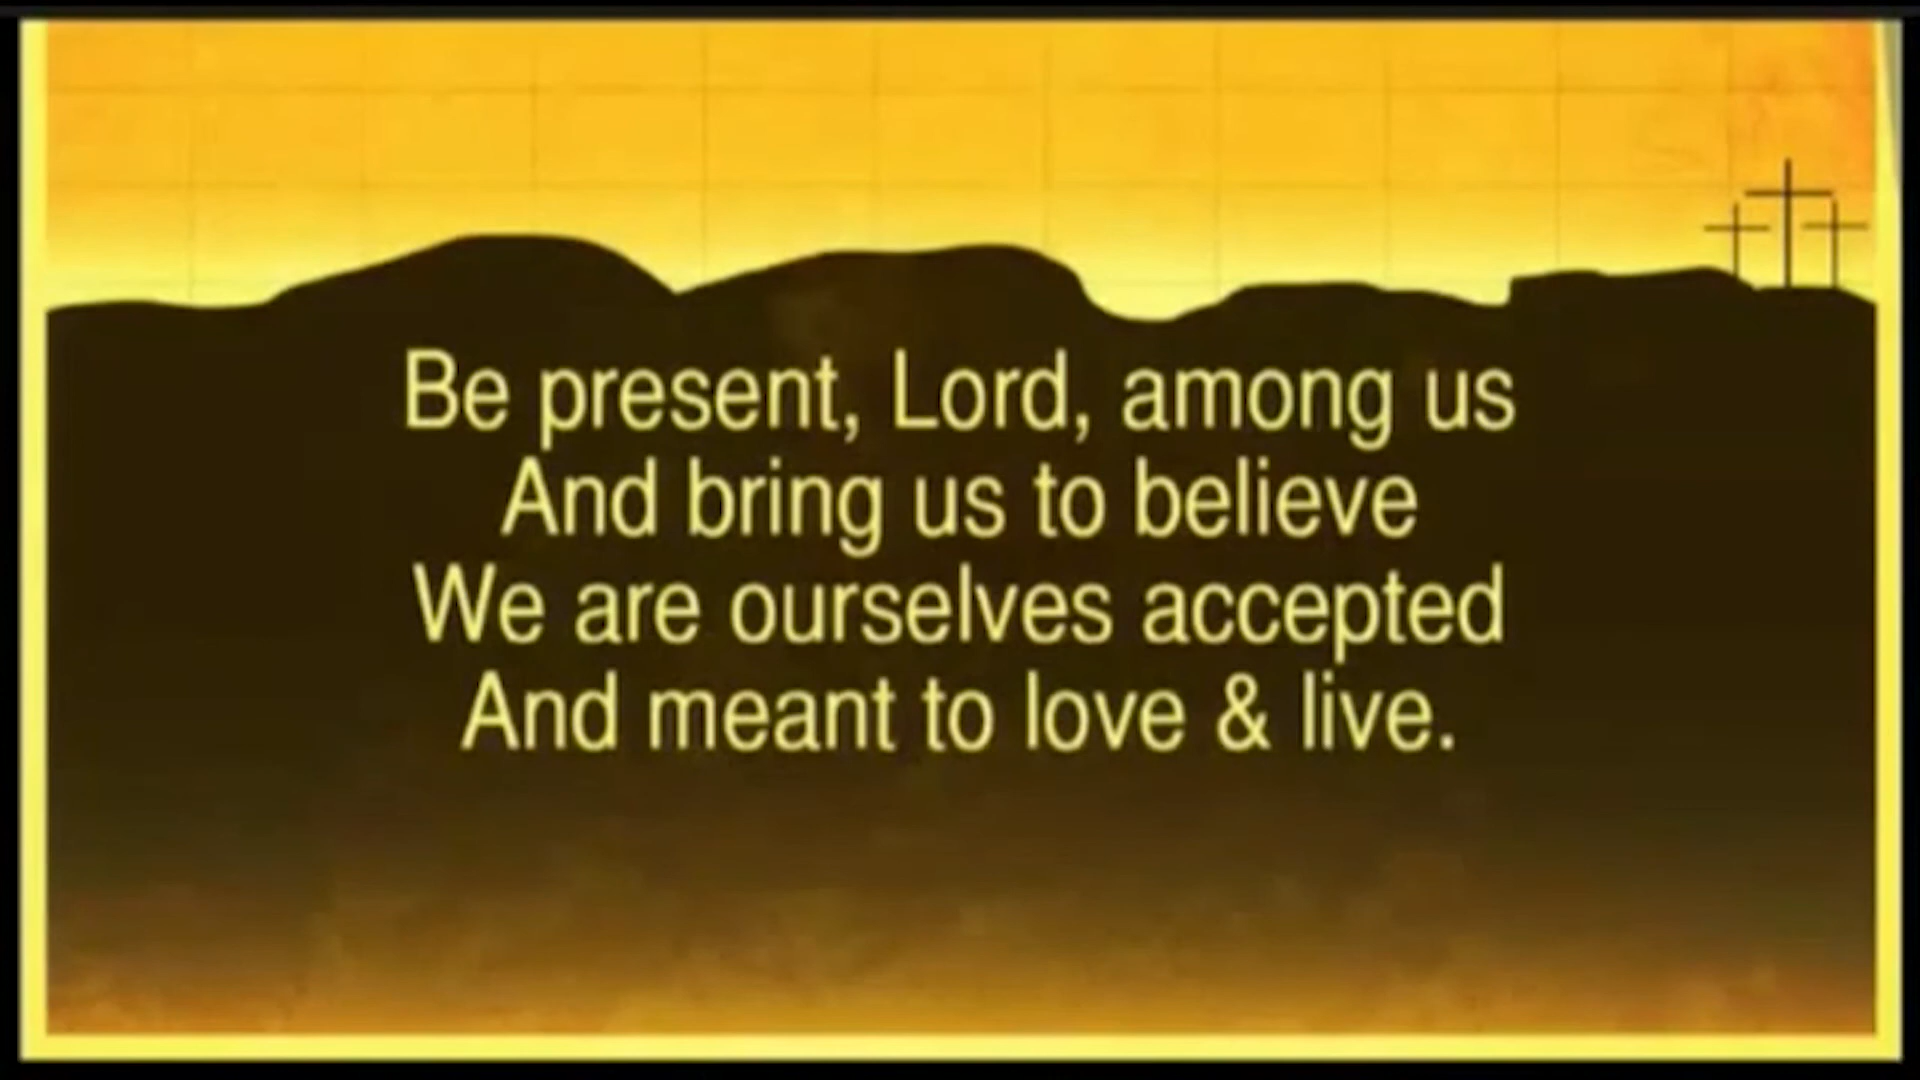 Be present, Lord, among us
And bring us to believe
We are ourselves accepted
And meant to love & live.